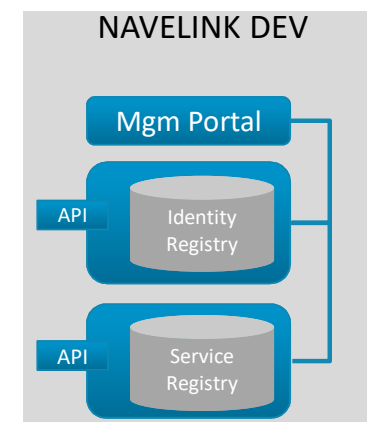 NAVELINK DEV
Mgm Portal
API
Identity
Registry
API
Service
Registry